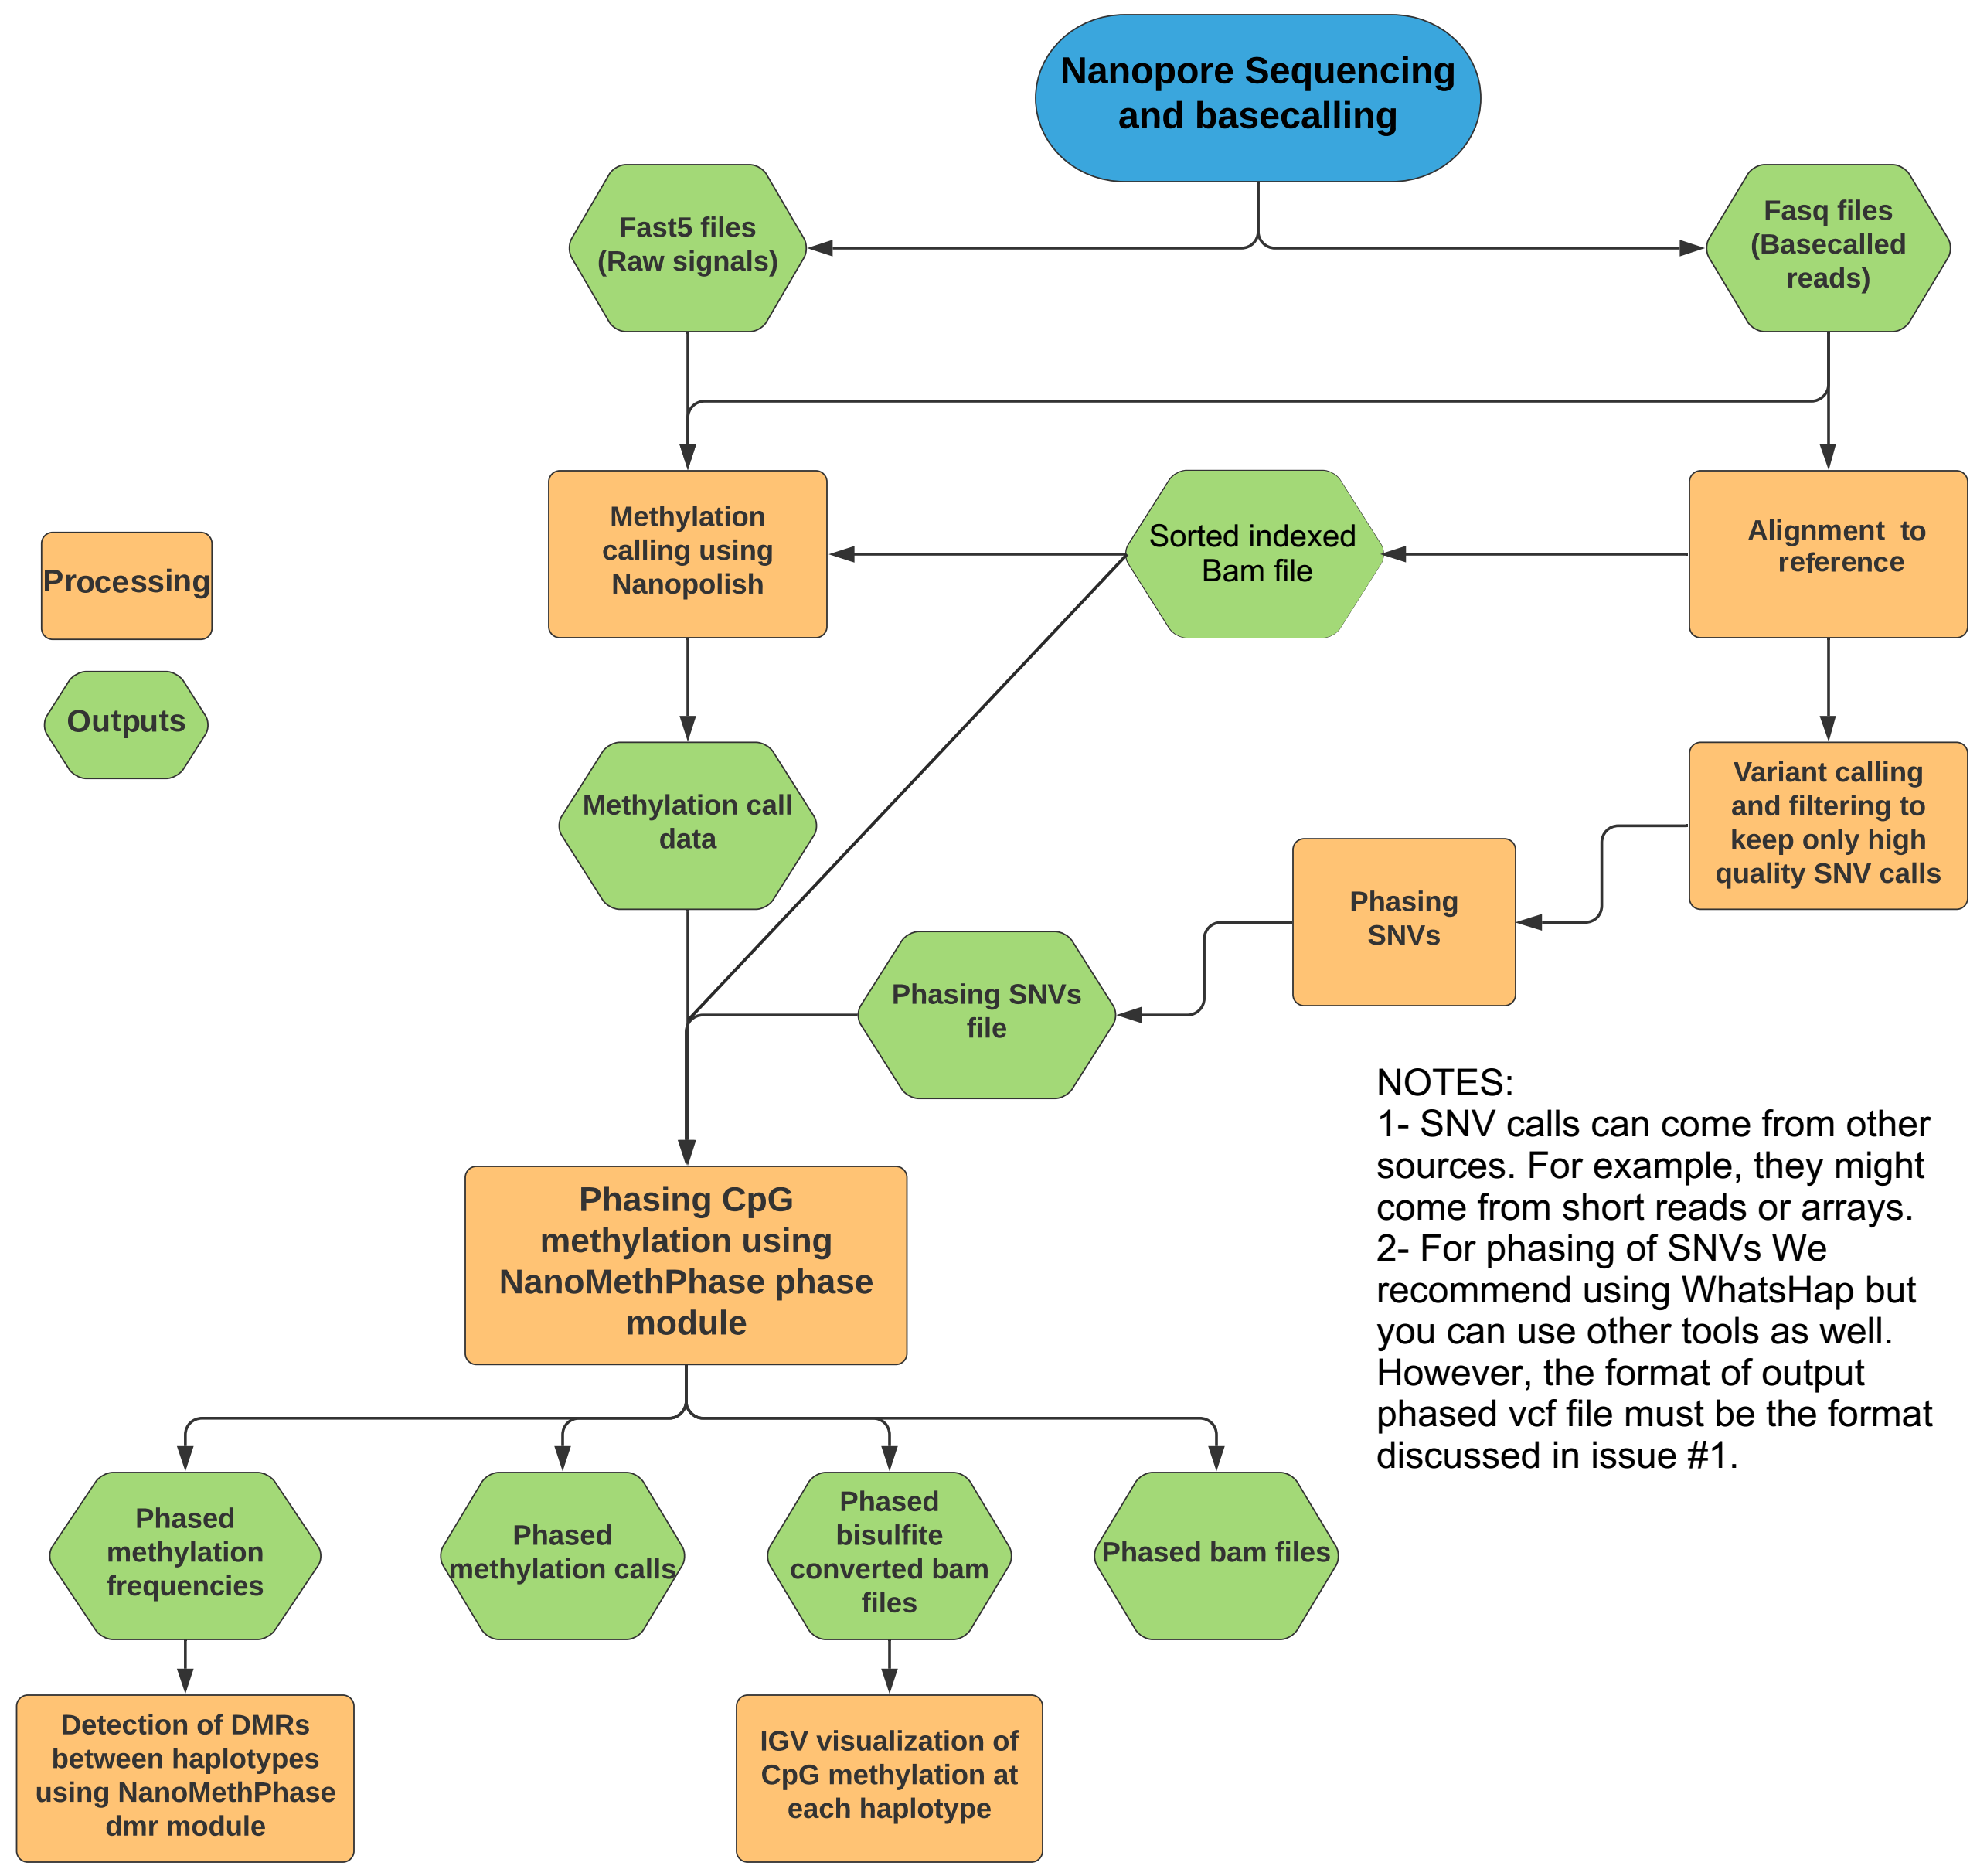 Nanopore Sequencing
and basecalling
Fast5 files
(Raw signals)
Fasq files
(Basecalled
reads)
Methylation
calling using
Nanopolish
Sorted indexed
Bam file
Alignment  to
reference
Processing
Outputs
Methylation call
data
Variant calling
and filtering to
keep only high
quality SNV calls
Phasing
SNVs
Phasing SNVs
file
NOTES:
1- SNV calls can come from other
sources. For example, they might
come from short reads or arrays.
2- For phasing of SNVs We
recommend using WhatsHap but
you can use other tools as well.
However, the format of output
phased vcf file must be the format
discussed in issue #1.
Phasing CpG
methylation using
NanoMethPhase phase
module
Phased
methylation
frequencies
Phased
methylation calls
Phased
bisulfite
converted bam
files
Phased bam files
Detection of DMRs
between haplotypes
using NanoMethPhase
dmr module
IGV visualization of
CpG methylation at
each haplotype